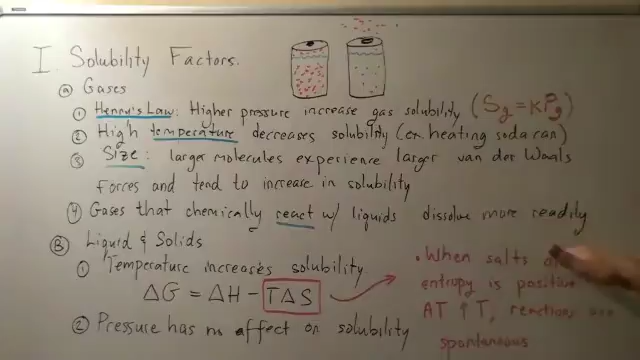 I. Solubility Factors.
Ⓐ Gases
① Henry's Law: Higher pressure increase gas solubility (Sg = KPg)
② High temperature decreases solubility (ex. heating soda can)
③ Size: larger molecules experience larger van der Waals
forces and tend to increase in solubility
④ Gases that chemically react w/ liquids dissolve more readily
Ⓑ Liquid & Solids
① Temperature increases solubility
ΔG = ΔH - TΔS
② Pressure has no affect on solubility
• When salts
entropy is positive
AT ↑ T, reactions are
spontaneous